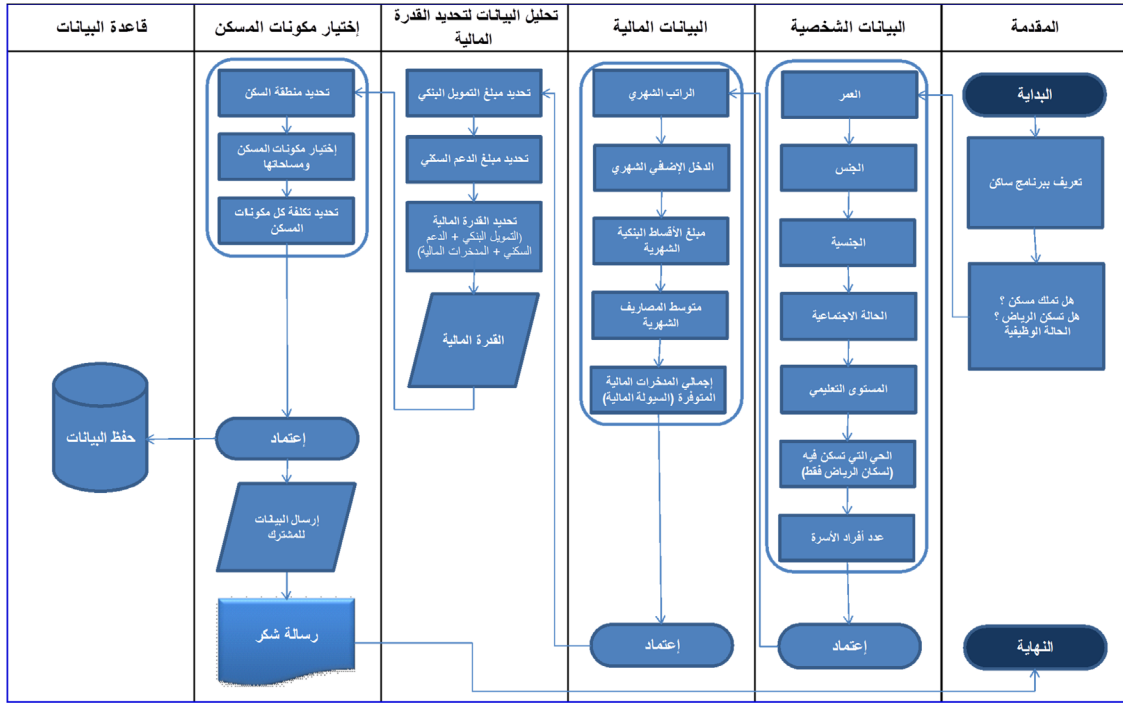 المقدمة
البيانات الشخصية
البيانات المالية
تحليل البيانات لتحديد القدرة
المالية
إختيار مكونات المسكن
قاعدة البيانات
البداية
تعريف ببرنامج ساكن
هل تملك مسكن ؟
هل تسكن الرياض ؟
الحالة الوظيفية
النهاية
العمر
الجنس
الجنسية
الحالة الاجتماعية
المستوى التعليمي
الحي التي تسكن فيه
(لسكان الرياض فقط)
عدد أفراد الأسرة
إعتماد
الراتب الشهري
الدخل الإضافي الشهري
مبلغ الأقساط البنكية
الشهرية
متوسط المصاريف
الشهرية
إجمالي المدخرات المالية
المتوفرة (السيولة المالية)
إعتماد
تحديد مبلغ التمويل البنكي
تحديد مبلغ الدعم السكني
تحديد القدرة المالية
(التمويل البنكي + الدعم
السكني + المدخرات المالية)
القدرة المالية
تحديد منطقة السكن
إختيار مكونات المسكن
ومساحاتها
تحديد تكلفة كل مكونات
المسكن
إعتماد
إرسال البيانات
للمشترك
رسالة شكر
حفظ البيانات